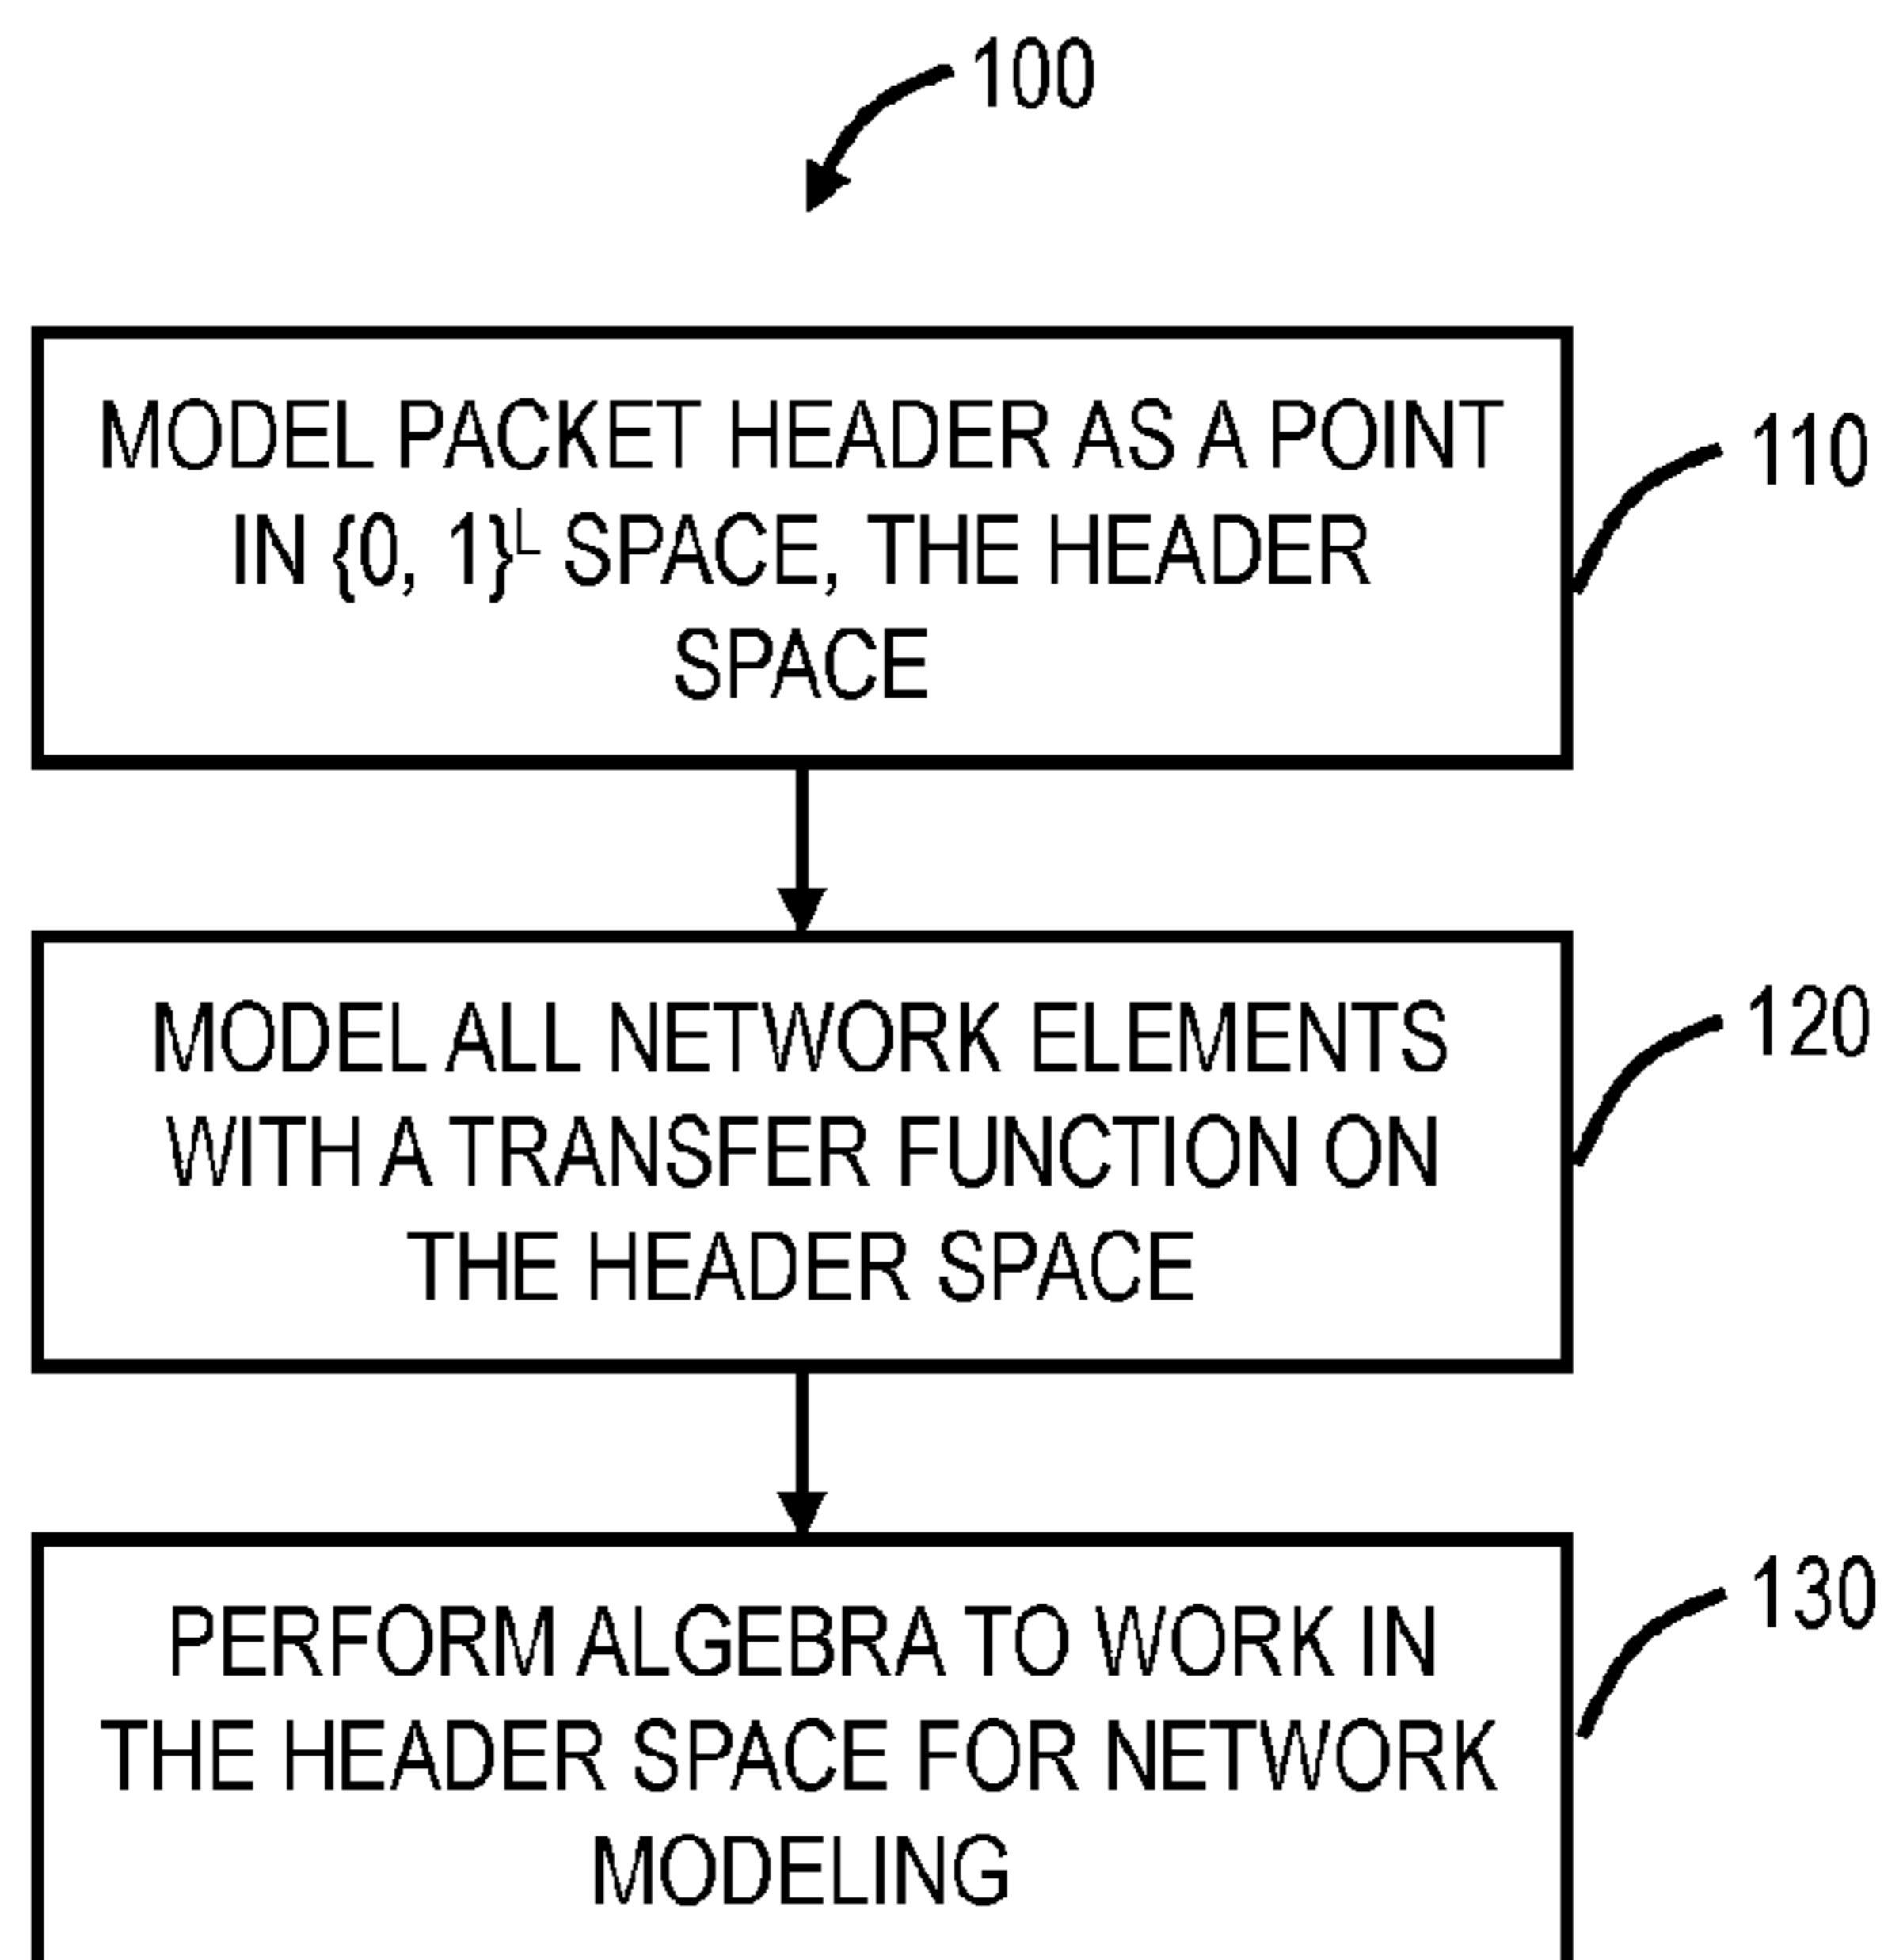 100
MODEL PACKET HEADER AS A POINT
IN {0, 1}ᴸ SPACE, THE HEADER
SPACE
110
MODEL ALL NETWORK ELEMENTS
WITH A TRANSFER FUNCTION ON
THE HEADER SPACE
120
PERFORM ALGEBRA TO WORK IN
THE HEADER SPACE FOR NETWORK
MODELING
130